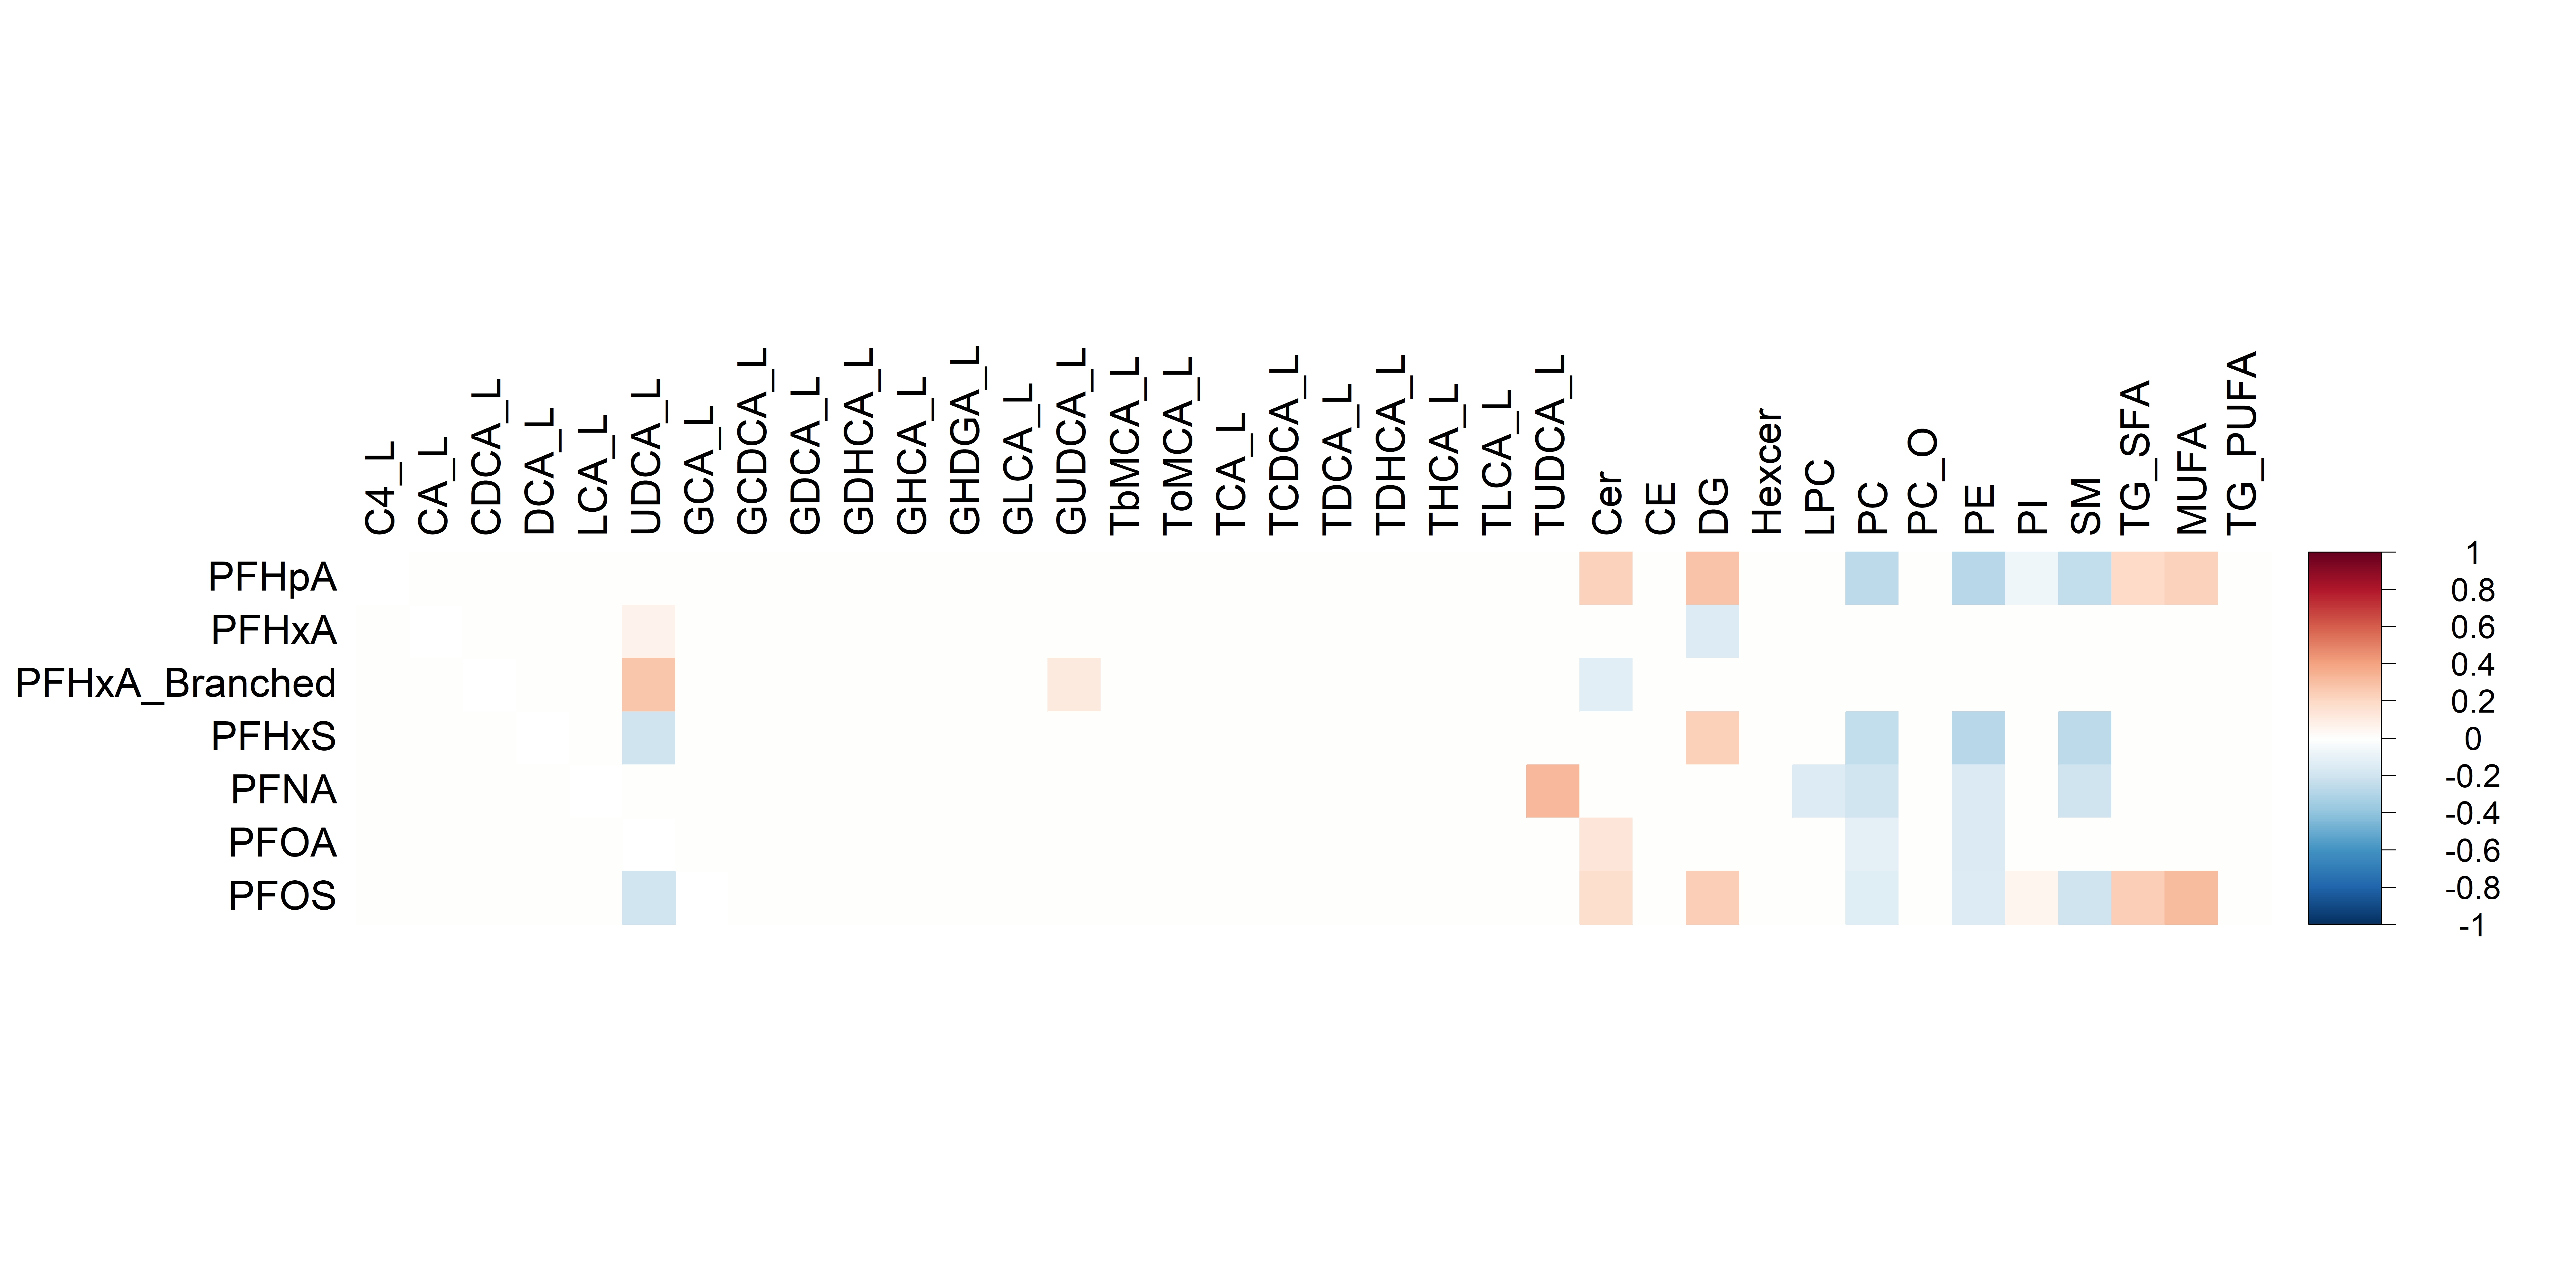 C4_L
CA_L
CDCA_L
DCA_L
LCA_L
UDCA_L
GCA_L
GCDCA_L
GDCA_L
GDHCA_L
GHCA_L
GHDGA_L
GLCA_L
GUDCA_L
TbMCA_L
ToMCA_L
TCA_L
TCDCA_L
TDCA_L
TDHCA_L
THCA_L
TLCA_L
TUDCA_L
Cer
CE
DG
Hexcer
LPC
PC
PC_O
PE
PI
SM
TG_SFA
MUFA
TG_PUFA
PFHpA
PFHxA
PFHxA_Branched
PFHxS
PFNA
PFOA
PFOS
1
0.8
0.6
0.4
0.2
0
-0.2
-0.4
-0.6
-0.8
-1